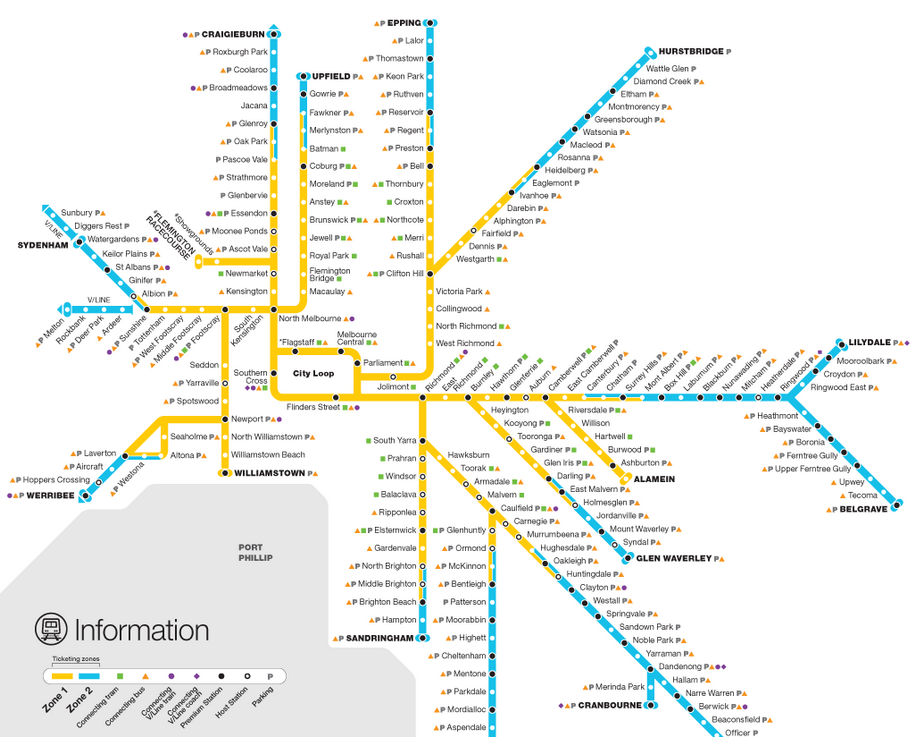 CRAIGIEBURN P
P Roxburgh Park
P Coolaroo
P Broadmeadows
Jacana
P Glenroy
P Oak Park
P Pascoe Vale
P Strathmore
P Glenbervie
P Essendon
P Moonee Ponds
P Ascot Vale
Newmarket
Kensington
*Showgrounds
*FLEMINGTON
RACECOURSE
UPFIELD P
Gowrie P
Fawkner P
Merlynston P
Batman
Coburg P
Moreland P
Anstey
Brunswick P
Jewell P
Royal Park
Flemington
Bridge
Macaulay
North Melbourne
P EPPING
P Lalor
P Thomastown
P Keon Park
P Ruthven
P Reservoir
P Regent
P Preston
P Bell
Thornbury
Croxton
Northcote
Merri
Rushall
P Clifton Hill
Victoria Park
Collingwood
North Richmond
West Richmond
HURSTBRIDGE P
Wattle Glen P
Diamond Creek P
Eltham P
Montmorency P
Greensborough P
Watsonia P
Macleod P
Rosanna P
Heidelberg P
Eaglemont P
Ivanhoe P
Darebin
Alphington P
Fairfield P
Dennis P
Westgarth
Sunbury P
Diggers Rest P
V/LINE
SYDENHAM
Watergardens P
Keilor Plains P
St Albans P
Ginifer P
Albion P
V/LINE
P Melton
Rockbank
P Deer Park
Ardeer
P Sunshine
P Tottenham
P West Footscray
P Middle Footscray
P Footscray
South
Kensington
*Flagstaff
Melbourne
Central
Parliament
City Loop
Southern
Cross
Flinders Street
Jolimont
Seddon
P Yarraville
P Spotswood
Newport P
Seaholme P
North Williamstown P
Altona P
Williamstown Beach
WILLIAMSTOWN P
P Laverton
P Aircraft
P Hoppers Crossing
P WERRIBEE
P Westona
Richmond
East
Richmond
Burnley
Hawthorn
Glenferrie
Auburn
Camberwell P
East Camberwell P
Canterbury P
Chatham P
Surrey Hills P
Mont Albert P
Box Hill P
Laburnum P
Blackburn P
Nunawading P
Mitcham P
Heatherdale P
Ringwood P
LILYDALE P
Mooroolbark P
Croydon P
Ringwood East P
P Heathmont
P Bayswater
P Boronia
P Ferntree Gully
P Upper Ferntree Gully
Upwey
Tecoma
BELGRAVE
Riversdale P
Willison
Hartwell
Burwood P
Ashburton P
ALAMEIN
Heyington
Kooyong P
Tooronga P
Gardiner P
Glen Iris P
Darling P
East Malvern P
Holmesglen P
Jordanville P
Mount Waverley P
Syndal P
GLEN WAVERLEY P
South Yarra
Prahran
Windsor
Balaclava
Ripponlea
P Elsternwick
Gardenvale
P North Brighton
P Middle Brighton
P Brighton Beach
P Hampton
P SANDRINGHAM
Hawksburn
Toorak
Armadale
Malvern
Caulfield P
Carnegie P
Murrumbeena P
Hughesdale P
Oakleigh P
Huntingdale P
Clayton P
Westall P
Springvale P
Sandown Park P
Noble Park P
Yarraman P
Dandenong P
Hallam P
Narre Warren P
Berwick P
Beaconsfield P
Officer P
P Merinda Park
P CRANBOURNE
P Glenhuntly
P Ormond
P McKinnon
P Bentleigh
P Patterson
P Moorabbin
P Highett
P Cheltenham
P Mentone
P Parkdale
P Mordialloc
P Aspendale
PORT
PHILLIP
Information
Ticketing zones
Zone 1
Zone 2
Connecting tram
Connecting bus
Connecting
V/Line train
Connecting
V/Line coach
Premium Station
Host Station
Parking
P